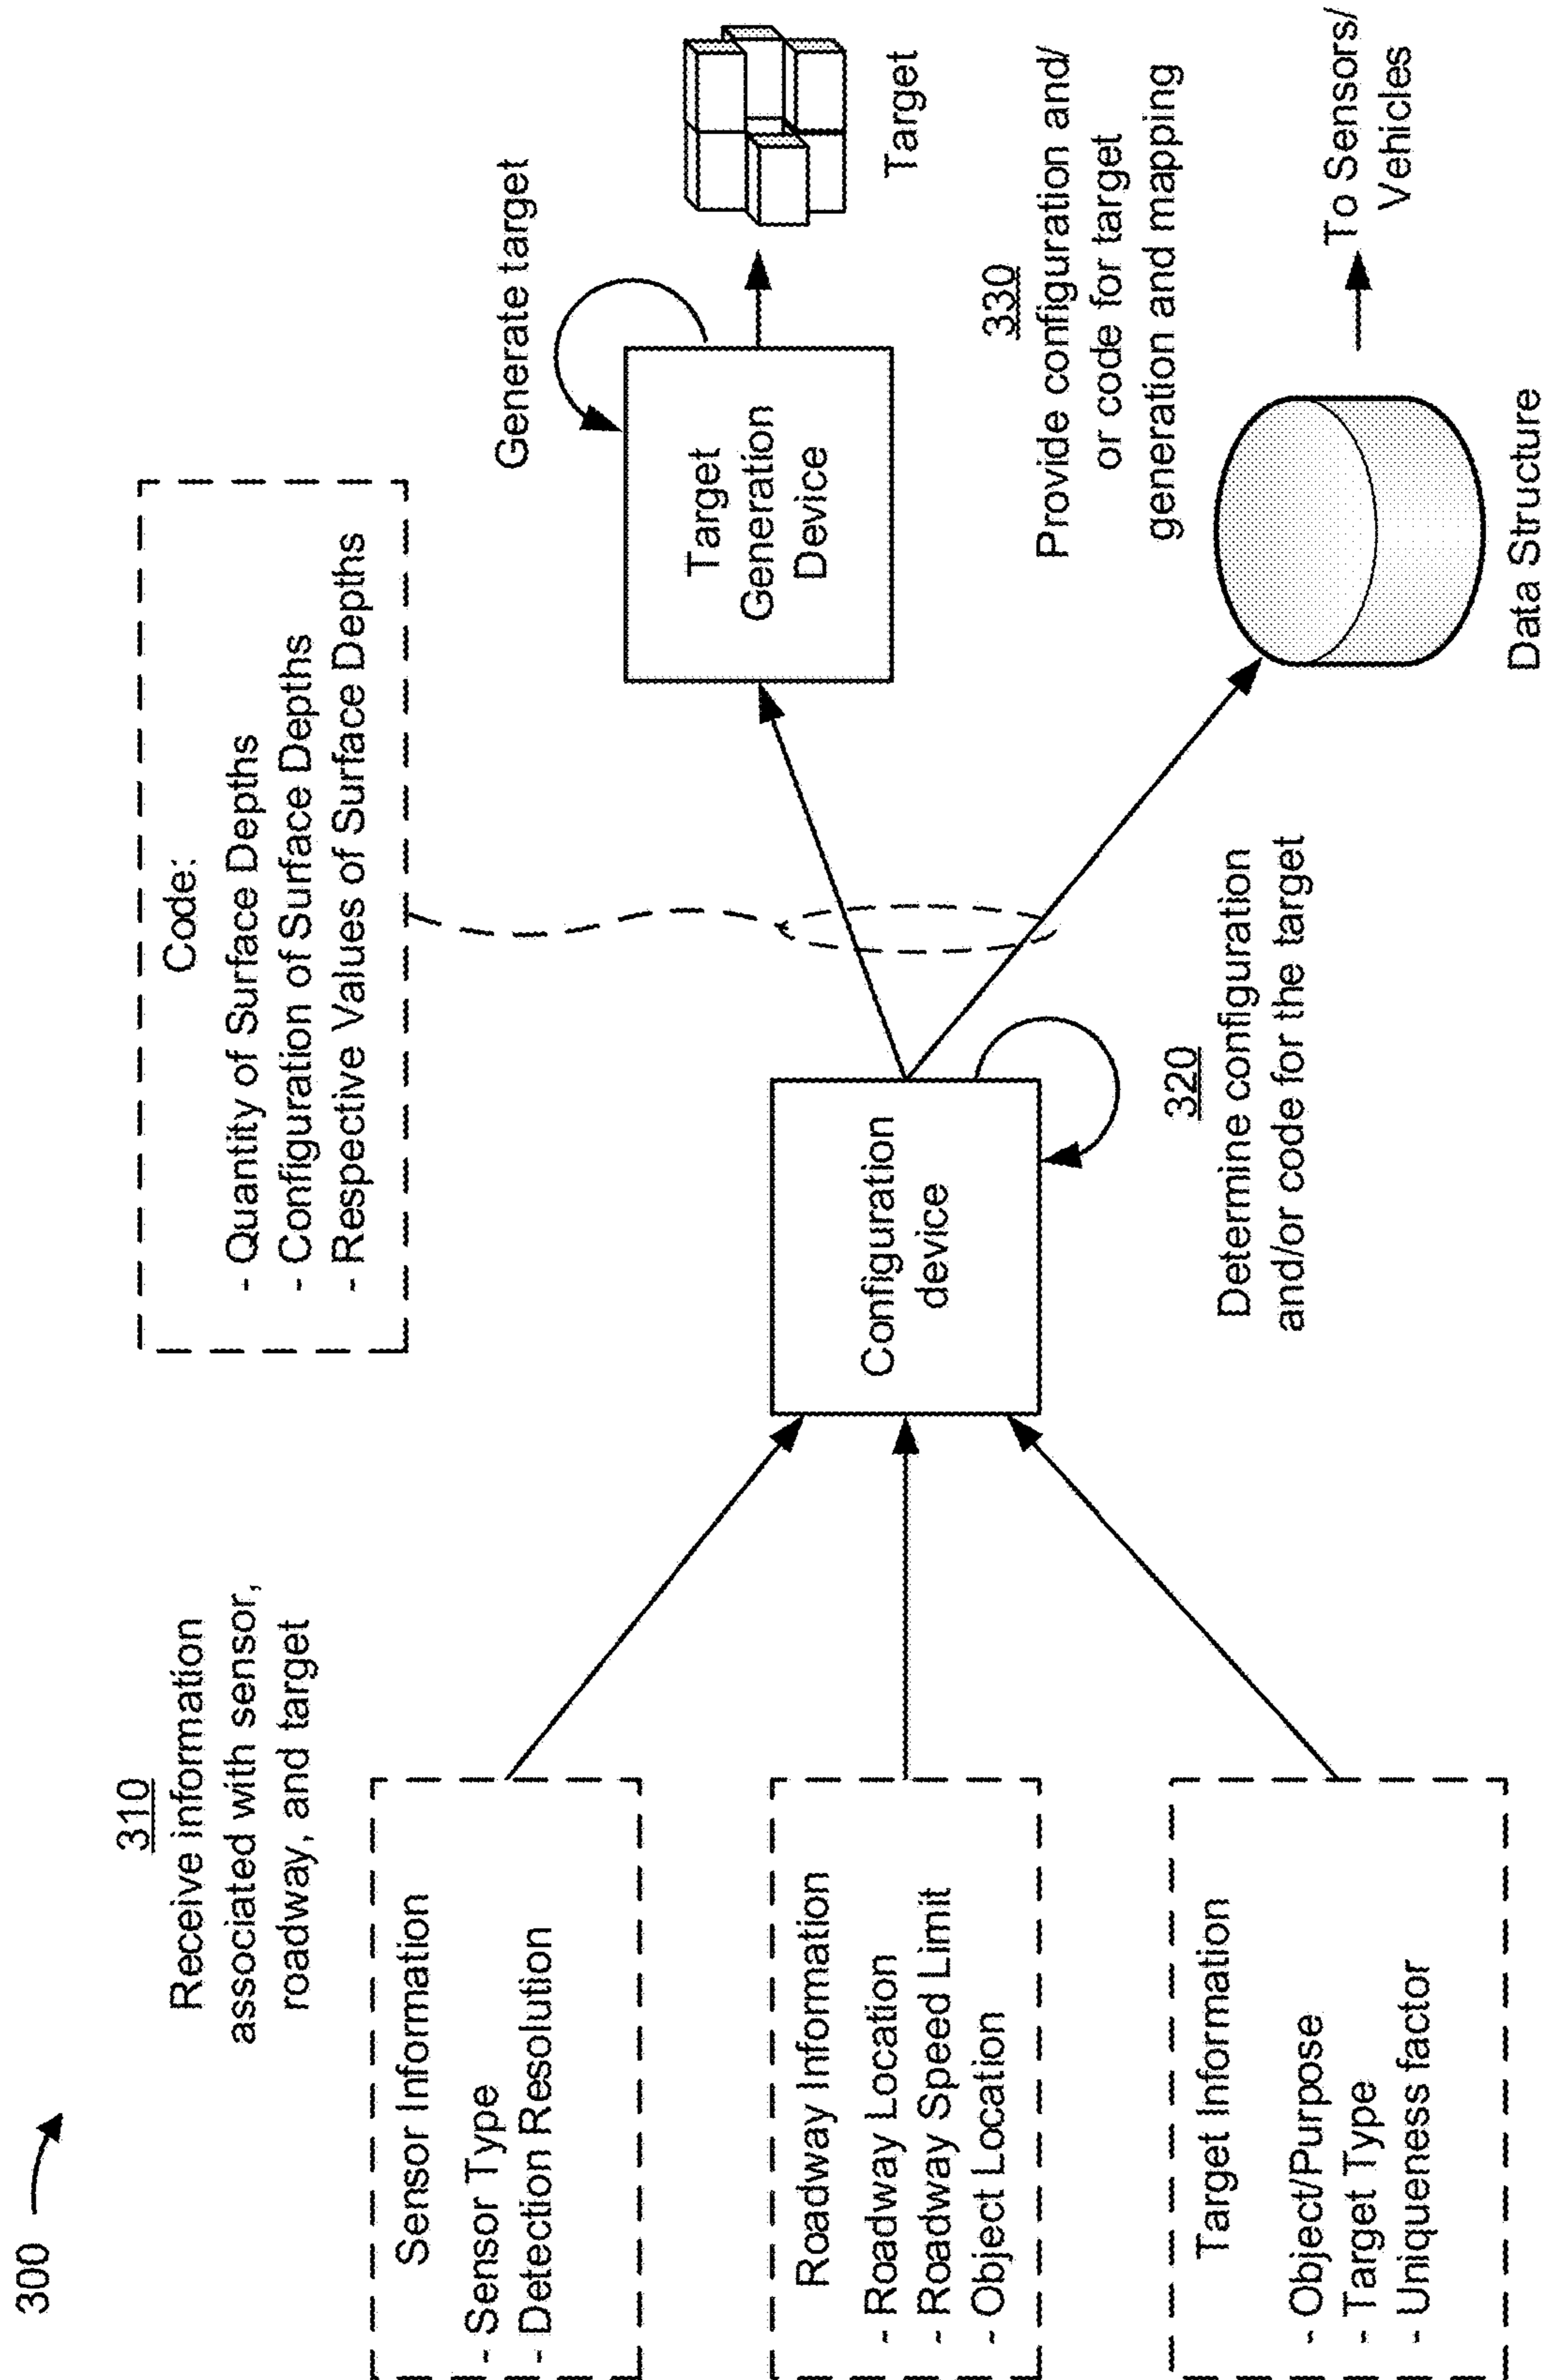 300
310
Receive information
associated with sensor,
roadway, and target
Sensor Information
- Sensor Type
- Detection Resolution
Roadway Information
- Roadway Location
- Roadway Speed Limit
- Object Location
Target Information
- Object/Purpose
- Target Type
- Uniqueness factor
Configuration
device
320
Determine configuration
and/or code for the target
Code:
- Quantity of Surface Depths
- Configuration of Surface Depths
- Respective Values of Surface Depths
Generate target
Target
Generation
Device
Target
330
Provide configuration and/
or code for target
generation and mapping
To Sensors/
Vehicles
Data Structure